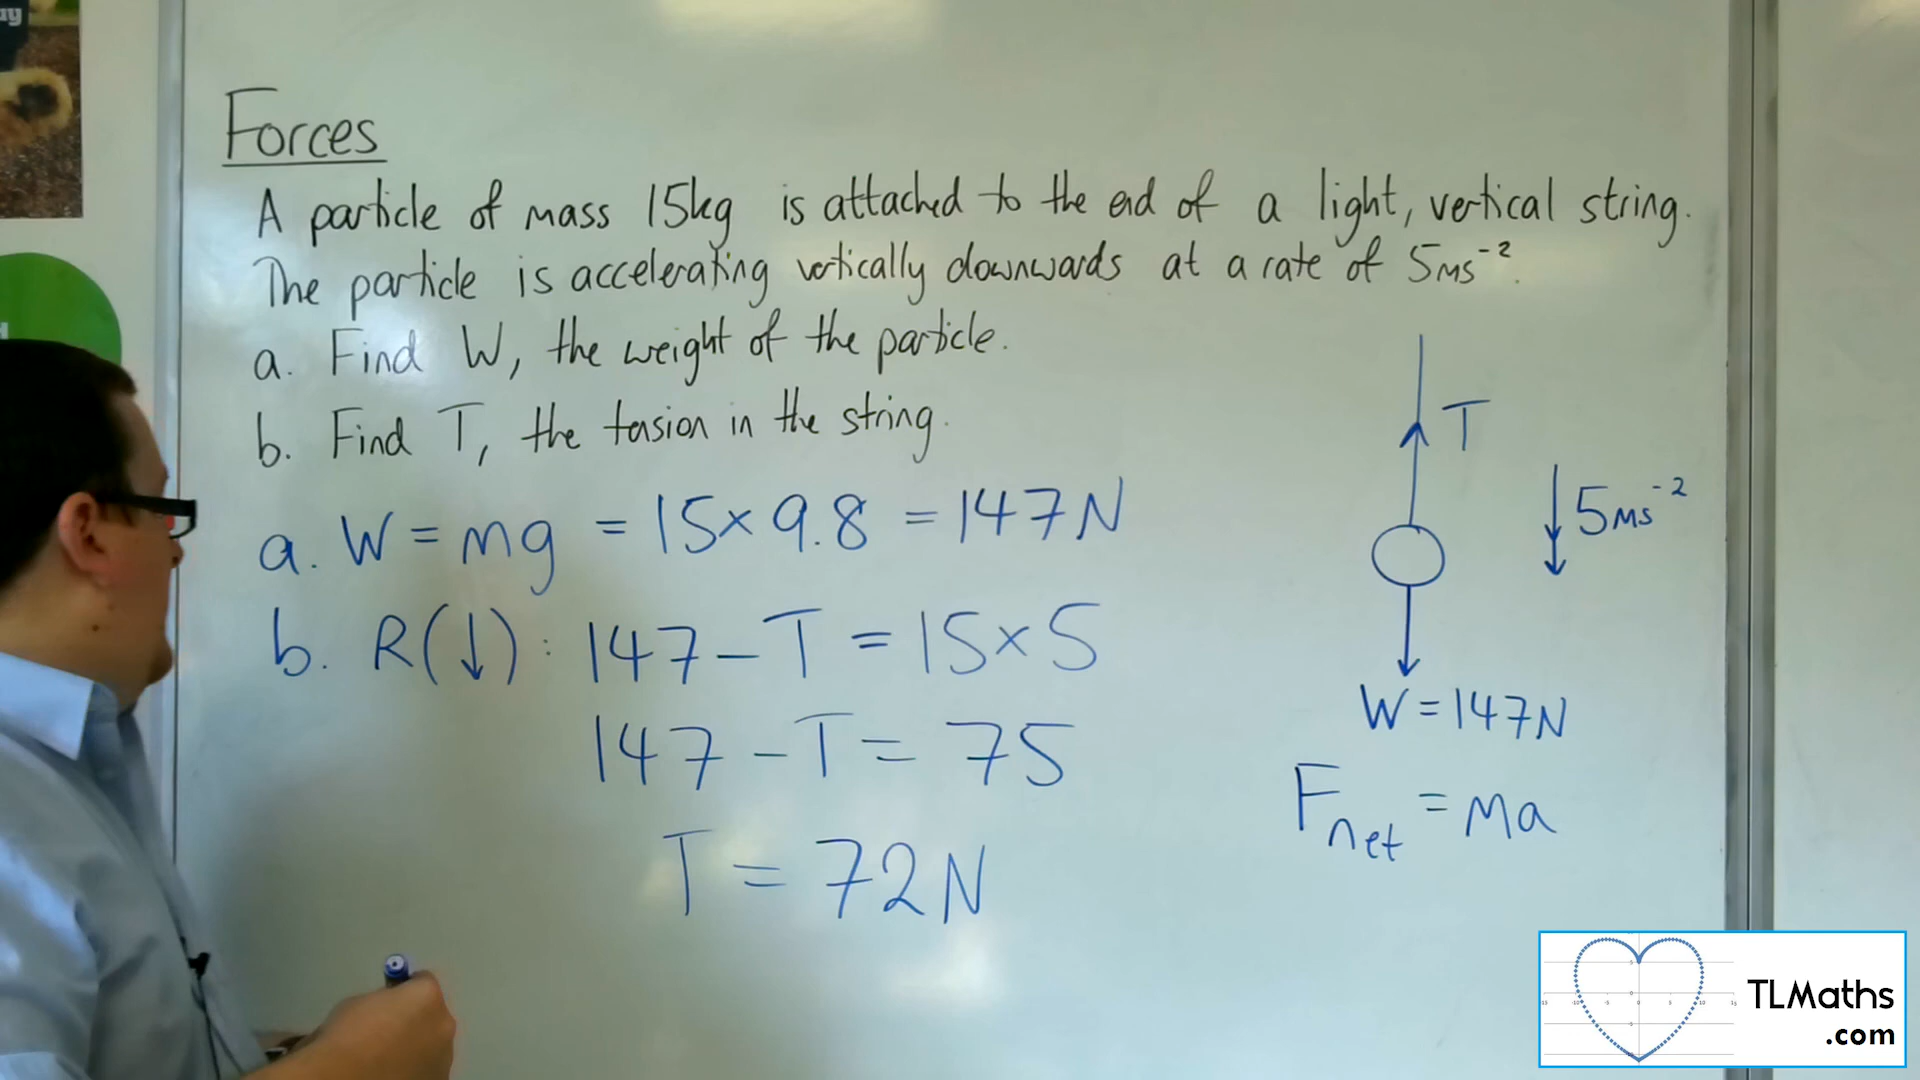 Forces
A particle of mass 15kg is attached to the end of a light, vertical string.
The particle is accelerating vertically downwards at a rate of 5ms⁻².
a. Find W, the weight of the particle.
b. Find T, the tension in the string.
a. W = mg = 15 × 9.8 = 147N
b. R(↓): 147 - T = 15 × 5
147 - T = 75
T = 72N
T
5ms⁻²
W = 147N
Fnet = ma
TLMaths
.com